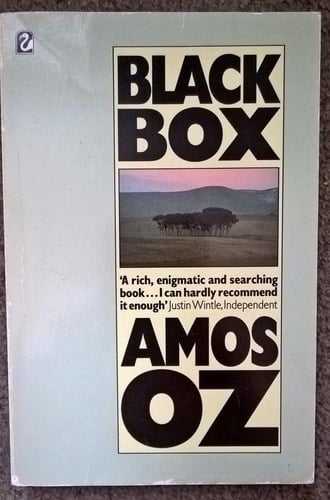 BLACK
BOX
'A rich, enigmatic and searching
book...I can hardly recommend
it enough' Justin Wintle, Independent
AMOS
OZ